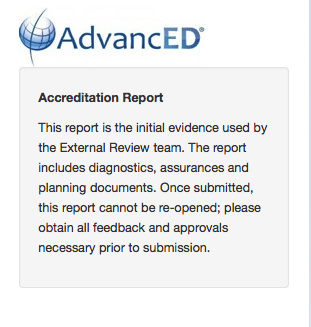 AdvancED®
Accreditation Report
This report is the initial evidence used by
the External Review team. The report
includes diagnostics, assurances and
planning documents. Once submitted,
this report cannot be re-opened; please
obtain all feedback and approvals
necessary prior to submission.